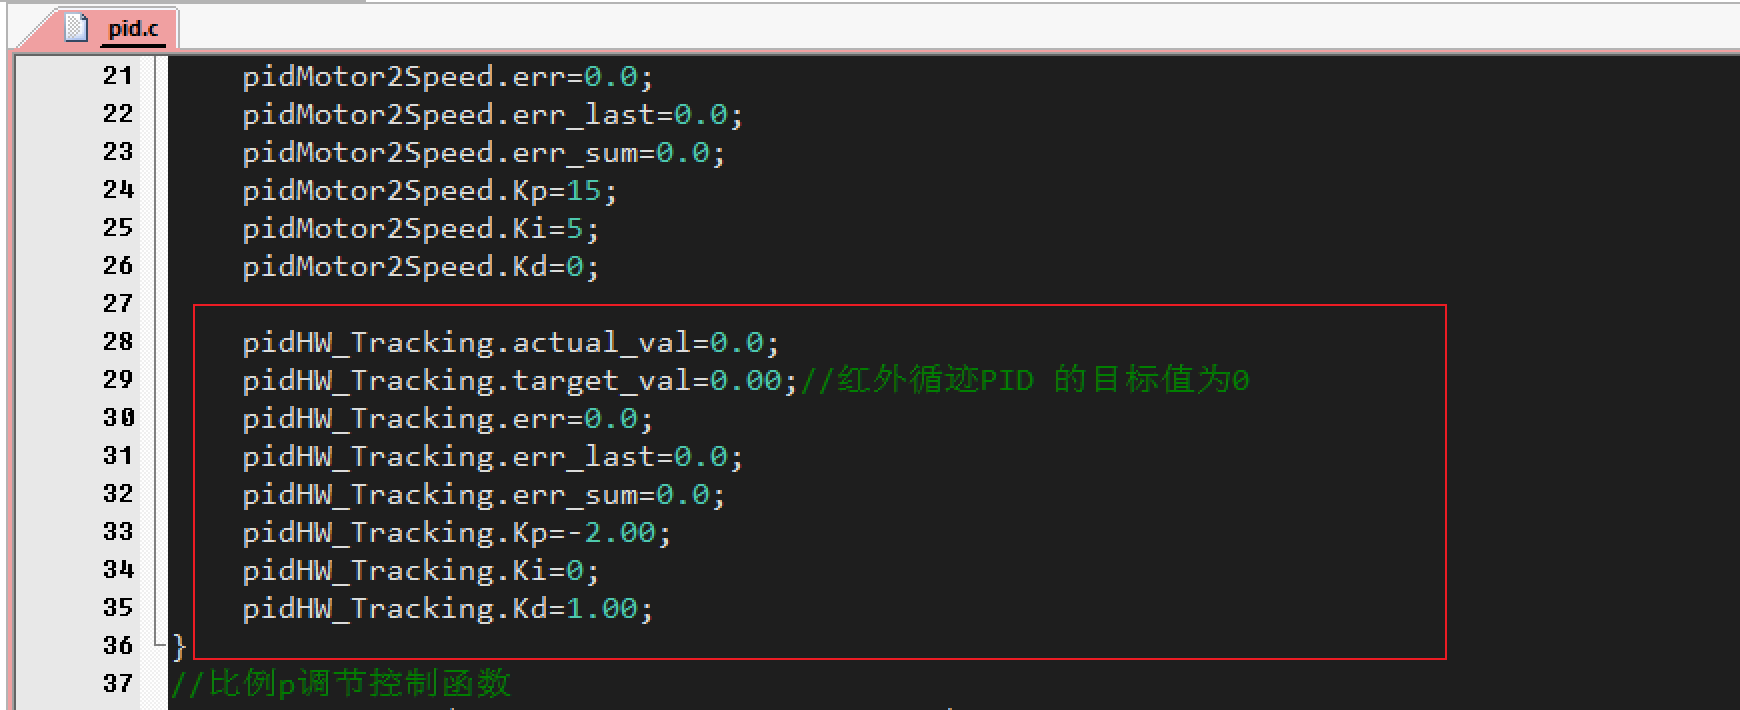 pid.c
21 pidMotor2Speed.err=0.0;
22 pidMotor2Speed.err_last=0.0;
23 pidMotor2Speed.err_sum=0.0;
24 pidMotor2Speed.Kp=15;
25 pidMotor2Speed.Ki=5;
26 pidMotor2Speed.Kd=0;
27
28 pidHW_Tracking.actual_val=0.0;
29 pidHW_Tracking.target_val=0.00;//红外循迹PID 的目标值为0
30 pidHW_Tracking.err=0.0;
31 pidHW_Tracking.err_last=0.0;
32 pidHW_Tracking.err_sum=0.0;
33 pidHW_Tracking.Kp=-2.00;
34 pidHW_Tracking.Ki=0;
35 pidHW_Tracking.Kd=1.00;
36 }
37 //比例p调节控制函数